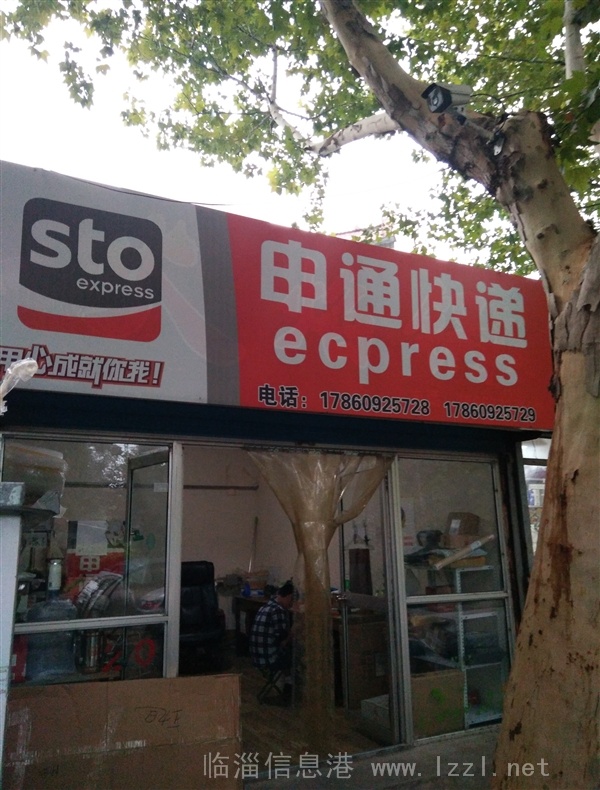 sto
express
用心成就你我！
申通快递
ecpress
电话：17860925728 17860925729
临淄信息港 www.lzzl.net